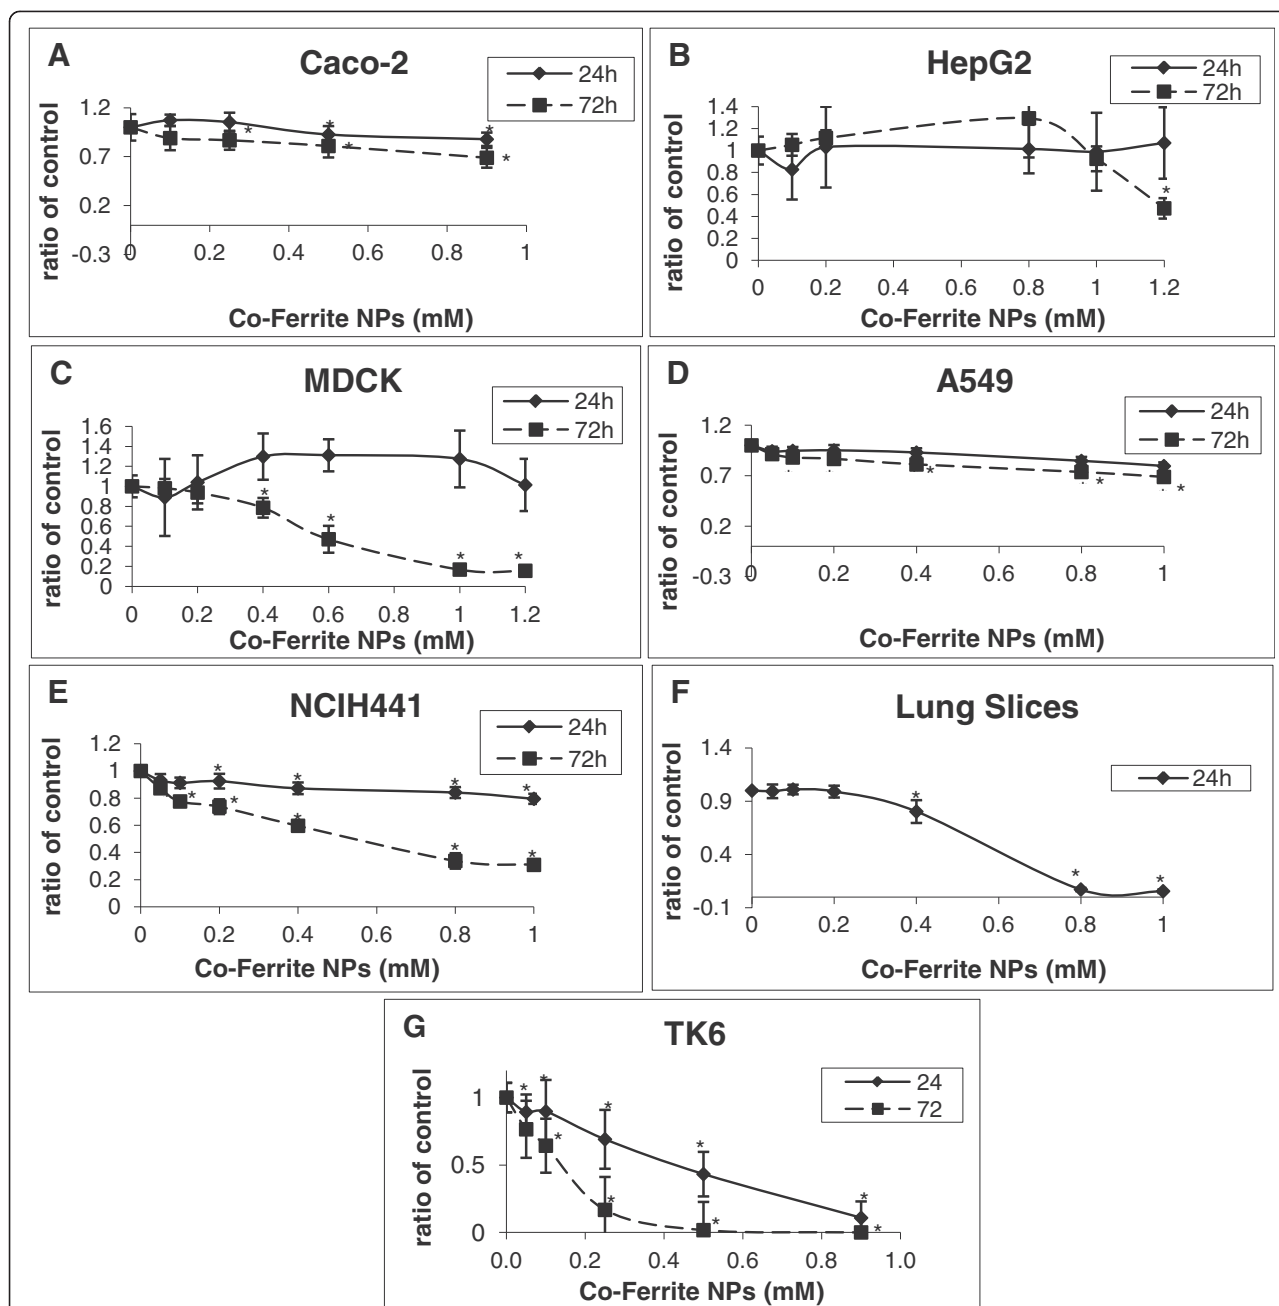 A
Caco-2
24h
72h
ratio of control
1.2
0.7
0.2
-0.3
0 0.2 0.4 0.6 0.8 1
* * * * *
Co-Ferrite NPs (mM)
B
HepG2
24h
72h
ratio of control
1.4
1.2
1
0.8
0.6
0.4
0.2
0
0 0.2 0.4 0.6 0.8 1 1.2
*
Co-Ferrite NPs (mM)
C
MDCK
24h
72h
ratio of control
1.6
1.4
1.2
1
0.8
0.6
0.4
0.2
0
0 0.2 0.4 0.6 0.8 1 1.2
* * * *
Co-Ferrite NPs (mM)
D
A549
24h
72h
ratio of control
1.2
0.7
0.2
-0.3
0 0.2 0.4 0.6 0.8 1
* * *
Co-Ferrite NPs (mM)
E
NCIH441
24h
72h
ratio of control
1.2
1
0.8
0.6
0.4
0.2
0
0 0.2 0.4 0.6 0.8 1
* * * *
* * * * *
Co-Ferrite NPs (mM)
F
Lung Slices
24h
ratio of control
1.4
0.9
0.4
-0.1
0 0.2 0.4 0.6 0.8 1
* * *
Co-Ferrite NPs (mM)
G
TK6
24
72
ratio of control
1
0.5
0
0.0 0.2 0.4 0.6 0.8 1.0
* * * * *
* * * *
Co-Ferrite NPs (mM)